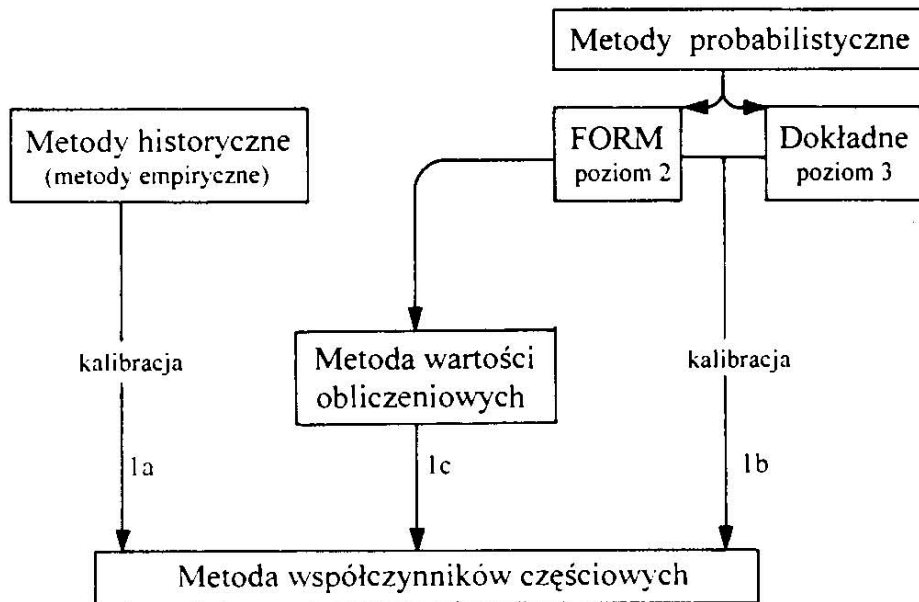 Metody probabilistyczne
Metody historyczne
(metody empiryczne)
FORM
poziom 2
Dokładne
poziom 3
Metoda wartości
obliczeniowych
kalibracja
kalibracja
1a
1c
1b
Metoda współczynników częściowych